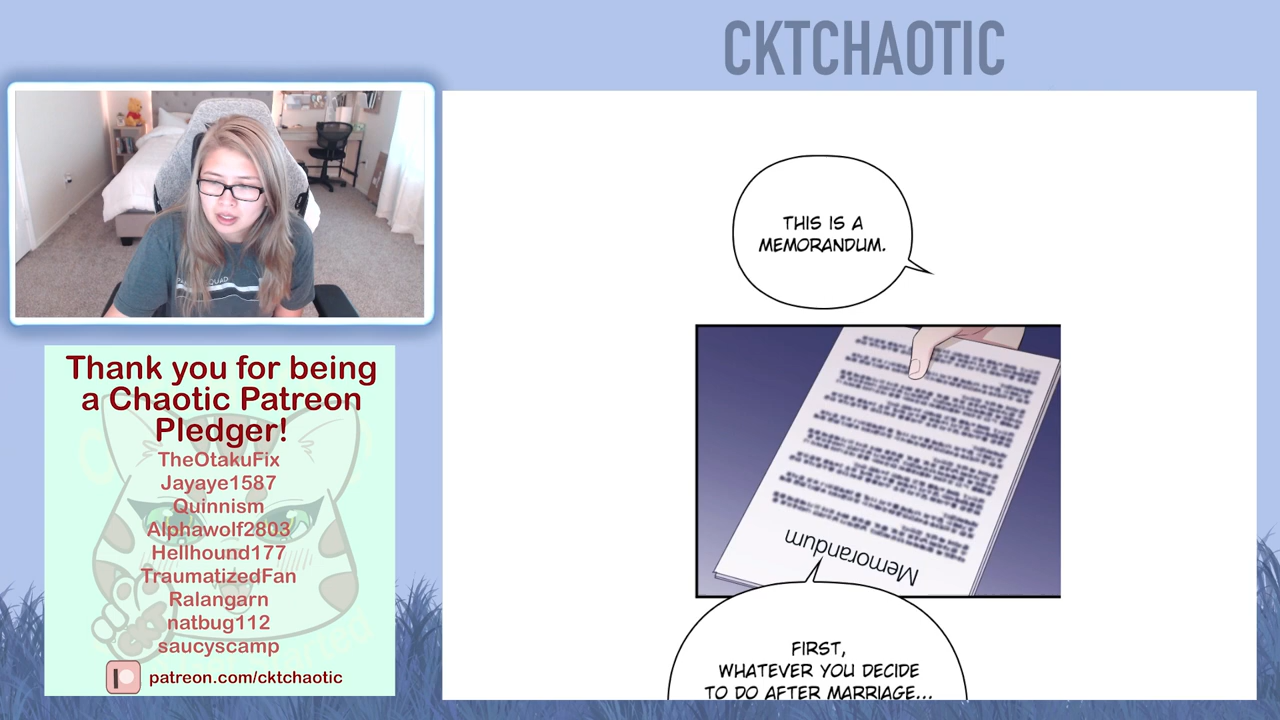 CKTCHAOTIC
THIS IS A
MEMORANDUM.
Memorandum
FIRST,
WHATEVER YOU DECIDE
TO DO AFTER MARRIAGE...
Thank you for being
a Chaotic Patreon
Pledger!
TheOtakuFix
Jayaye1587
Quinnism
Alphawolf2803
Hellhound177
TraumatizedFan
Ralangarn
natbug112
saucyscamp
patreon.com/cktchaotic